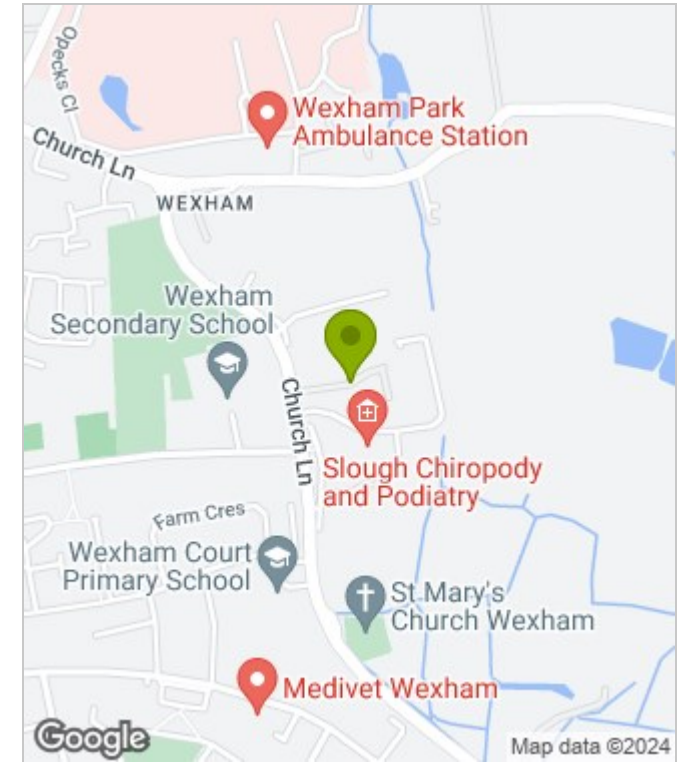 Opecks Cl
Wexham Park
Ambulance Station
Church Ln
WEXHAM
Wexham
Secondary School
Church Ln
Slough Chiropody
and Podiatry
Farm Cres
Wexham Court
Primary School
St Mary's
Church Wexham
Medivet Wexham
Google
Map data ©2024